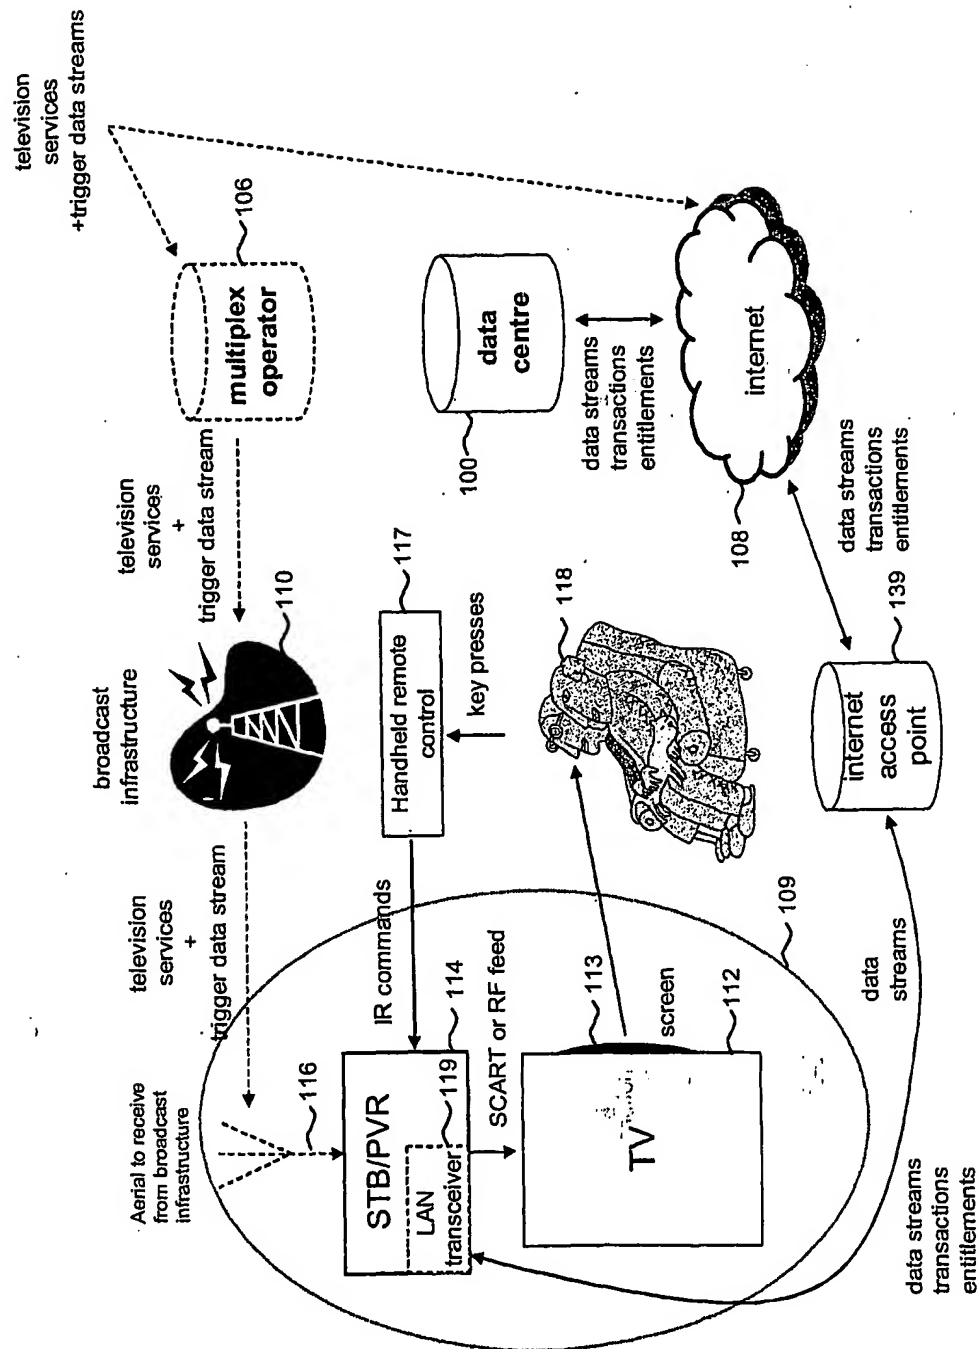 television
services
+trigger data streams
106
multiplex
operator
television
services
+
trigger data stream
110
broadcast
infrastructure
television
services
+
trigger data stream
Aerial to receive
from broadcast
infrastructure
116
data
centre
100
data streams
transactions
entitlements
internet
108
117
Handheld remote
control
key presses
IR commands
118
114
STB/PVR
119
LAN
transceiver
SCART or RF feed
113
screen
112
TV
109
data streams
transactions
entitlements
139
internet
access
point
data
streams
data streams
transactions
entitlements